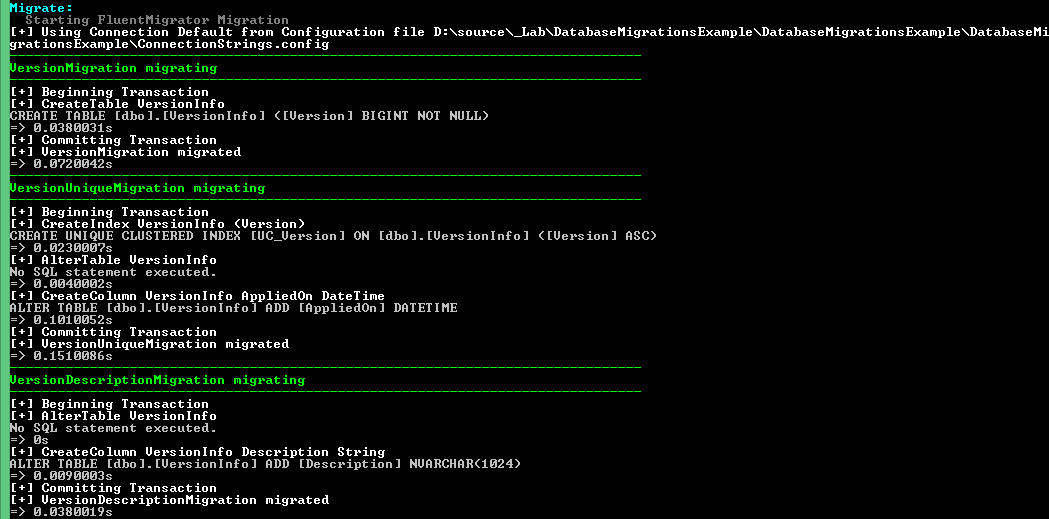 Migrate:
Starting FluentMigrator Migration
[+] Using Connection Default from Configuration file D:\source\_Lab\DatabaseMigrationsExample\DatabaseMigrationsExample\DatabaseMi
grationsExample\ConnectionStrings.config
-------------------------------------------------------------------------------
VersionMigration migrating
-------------------------------------------------------------------------------
[+] Beginning Transaction
[+] CreateTable VersionInfo
CREATE TABLE [dbo].[VersionInfo] ([Version] BIGINT NOT NULL)
=> 0.0380031s
[+] Committing Transaction
[+] VersionMigration migrated
=> 0.0720042s
-------------------------------------------------------------------------------
VersionUniqueMigration migrating
-------------------------------------------------------------------------------
[+] Beginning Transaction
[+] CreateIndex VersionInfo (Version)
CREATE UNIQUE CLUSTERED INDEX [UC_Version] ON [dbo].[VersionInfo] ([Version] ASC)
=> 0.0230007s
[+] AlterTable VersionInfo
No SQL statement executed.
=> 0.0040002s
[+] CreateColumn VersionInfo AppliedOn DateTime
ALTER TABLE [dbo].[VersionInfo] ADD [AppliedOn] DATETIME
=> 0.1010052s
[+] Committing Transaction
[+] VersionUniqueMigration migrated
=> 0.1510086s
-------------------------------------------------------------------------------
VersionDescriptionMigration migrating
-------------------------------------------------------------------------------
[+] Beginning Transaction
[+] AlterTable VersionInfo
No SQL statement executed.
=> 0s
[+] CreateColumn VersionInfo Description String
ALTER TABLE [dbo].[VersionInfo] ADD [Description] NVARCHAR(1024)
=> 0.0090003s
[+] Committing Transaction
[+] VersionDescriptionMigration migrated
=> 0.0380019s